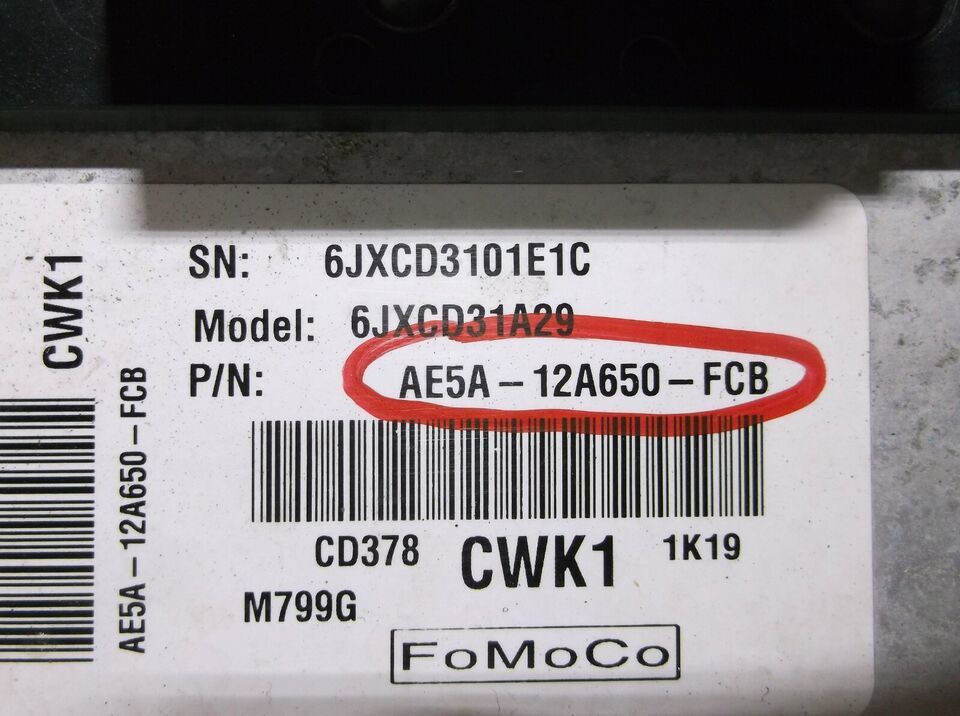 SN: 6JXCD3101E1C
Model: 6JXCD31A29
P/N: AE5A-12A650-FCB
CD378 CWK1 1K19
M799G
FoMoCo
CWK1
AE5A-12A650-FCB